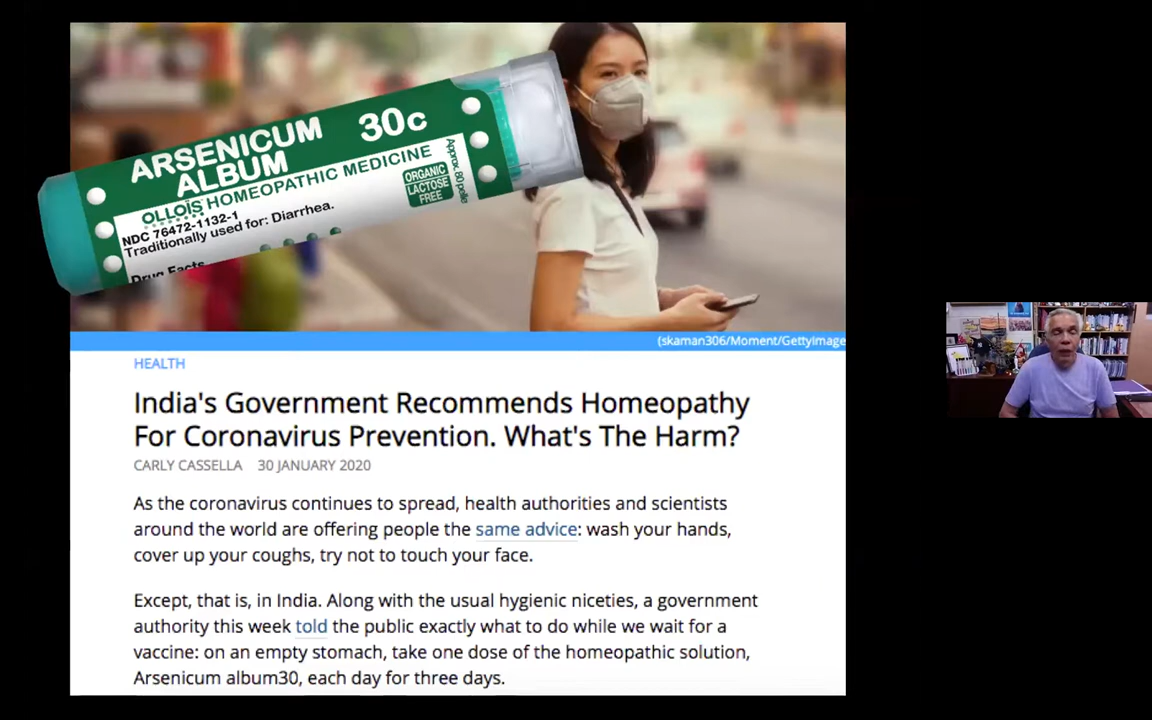 ARSENICUM
ALBUM
30c
OLLOÏS HOMEOPATHIC MEDICINE
NDC 76472-1132-1
Traditionally used for: Diarrhea.
Drug Facts
ORGANIC
LACTOSE
FREE
Approx. 80
(skaman306/Moment/GettyImage
HEALTH
India's Government Recommends Homeopathy
For Coronavirus Prevention. What's The Harm?
CARLY CASSELLA 30 JANUARY 2020
As the coronavirus continues to spread, health authorities and scientists
around the world are offering people the same advice: wash your hands,
cover up your coughs, try not to touch your face.
Except, that is, in India. Along with the usual hygienic niceties, a government
authority this week told the public exactly what to do while we wait for a
vaccine: on an empty stomach, take one dose of the homeopathic solution,
Arsenicum album30, each day for three days.